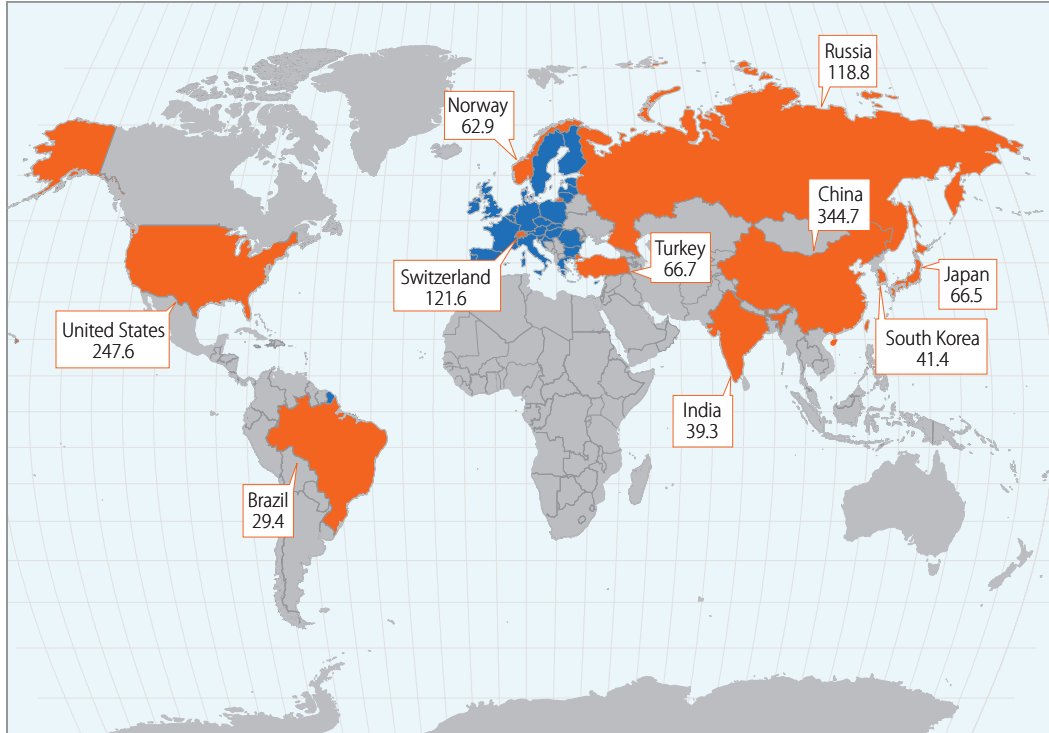 Russia
118.8
Norway
62.9
China
344.7
Turkey
66.7
Switzerland
121.6
Japan
66.5
United States
247.6
South Korea
41.4
India
39.3
Brazil
29.4